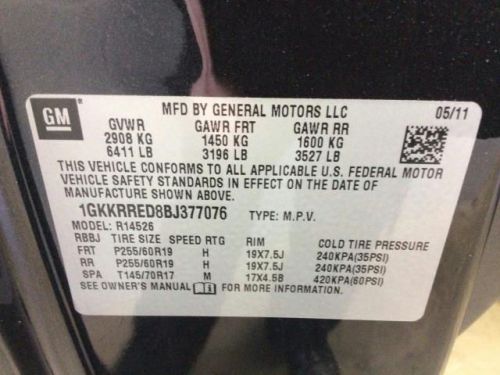 GM
MFD BY GENERAL MOTORS LLC 05/11
GVWR GAWR FRT GAWR RR
2908 KG 1450 KG 1600 KG
6411 LB 3196 LB 3527 LB
THIS VEHICLE CONFORMS TO ALL APPLICABLE U.S. FEDERAL MOTOR
VEHICLE SAFETY STANDARDS IN EFFECT ON THE DATE OF
MANUFACTURE SHOWN ABOVE.
1GKKRRED8BJ377076 TYPE: M.P.V.
MODEL: R14526
RBBJ TIRE SIZE SPEED RTG RIM COLD TIRE PRESSURE
FRT P255/60R19 H 19X7.5J 240KPA(35PSI)
RR P255/60R19 H 19X7.5J 240KPA(35PSI)
SPA T145/70R17 M 17X4.5B 420KPA(60PSI)
SEE OWNER'S MANUAL FOR MORE INFORMATION.